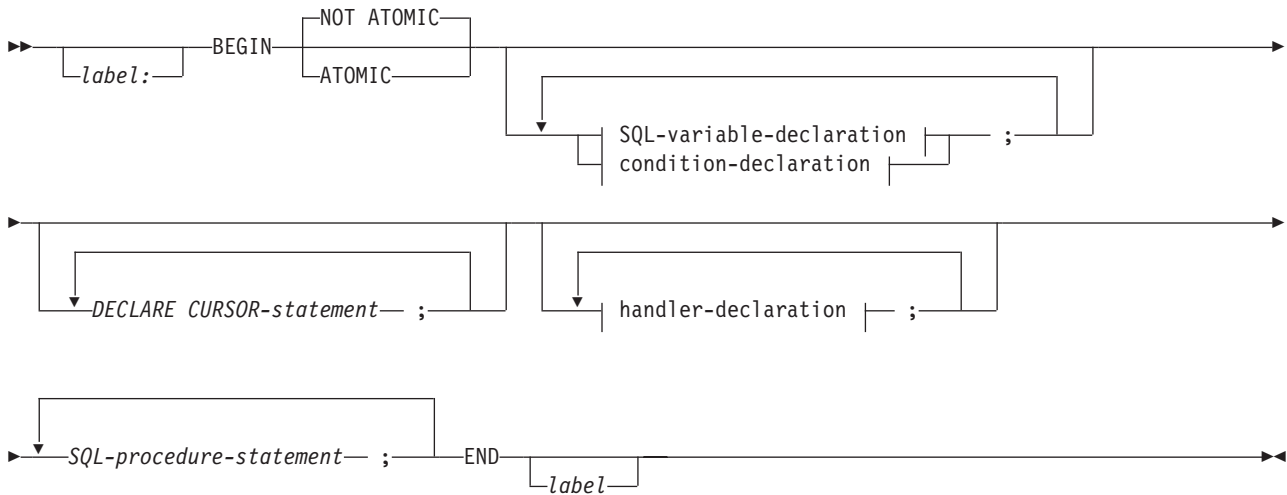 NOT ATOMIC
BEGIN
label:
ATOMIC
SQL-variable-declaration ;
condition-declaration
DECLARE CURSOR-statement ; handler-declaration ;
SQL-procedure-statement ; END
label